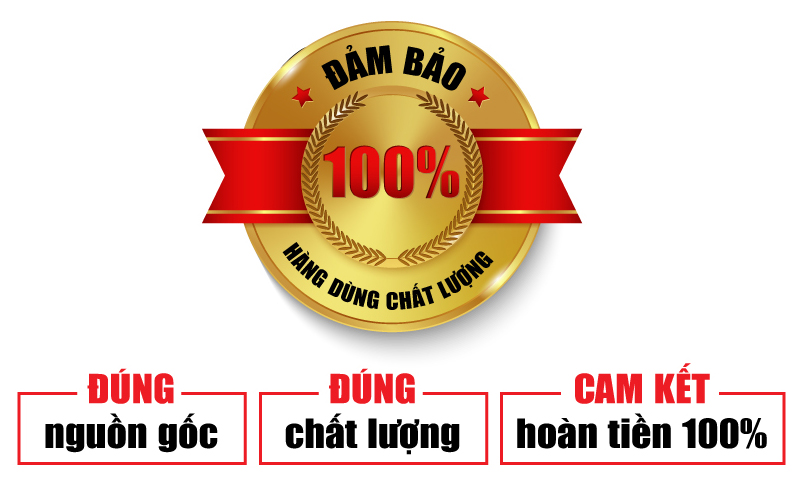 ĐẢM BẢO
100%
HÀNG DÙNG CHẤT LƯỢNG
ĐÚNG
nguồn gốc
ĐÚNG
chất lượng
CAM KẾT
hoàn tiền 100%